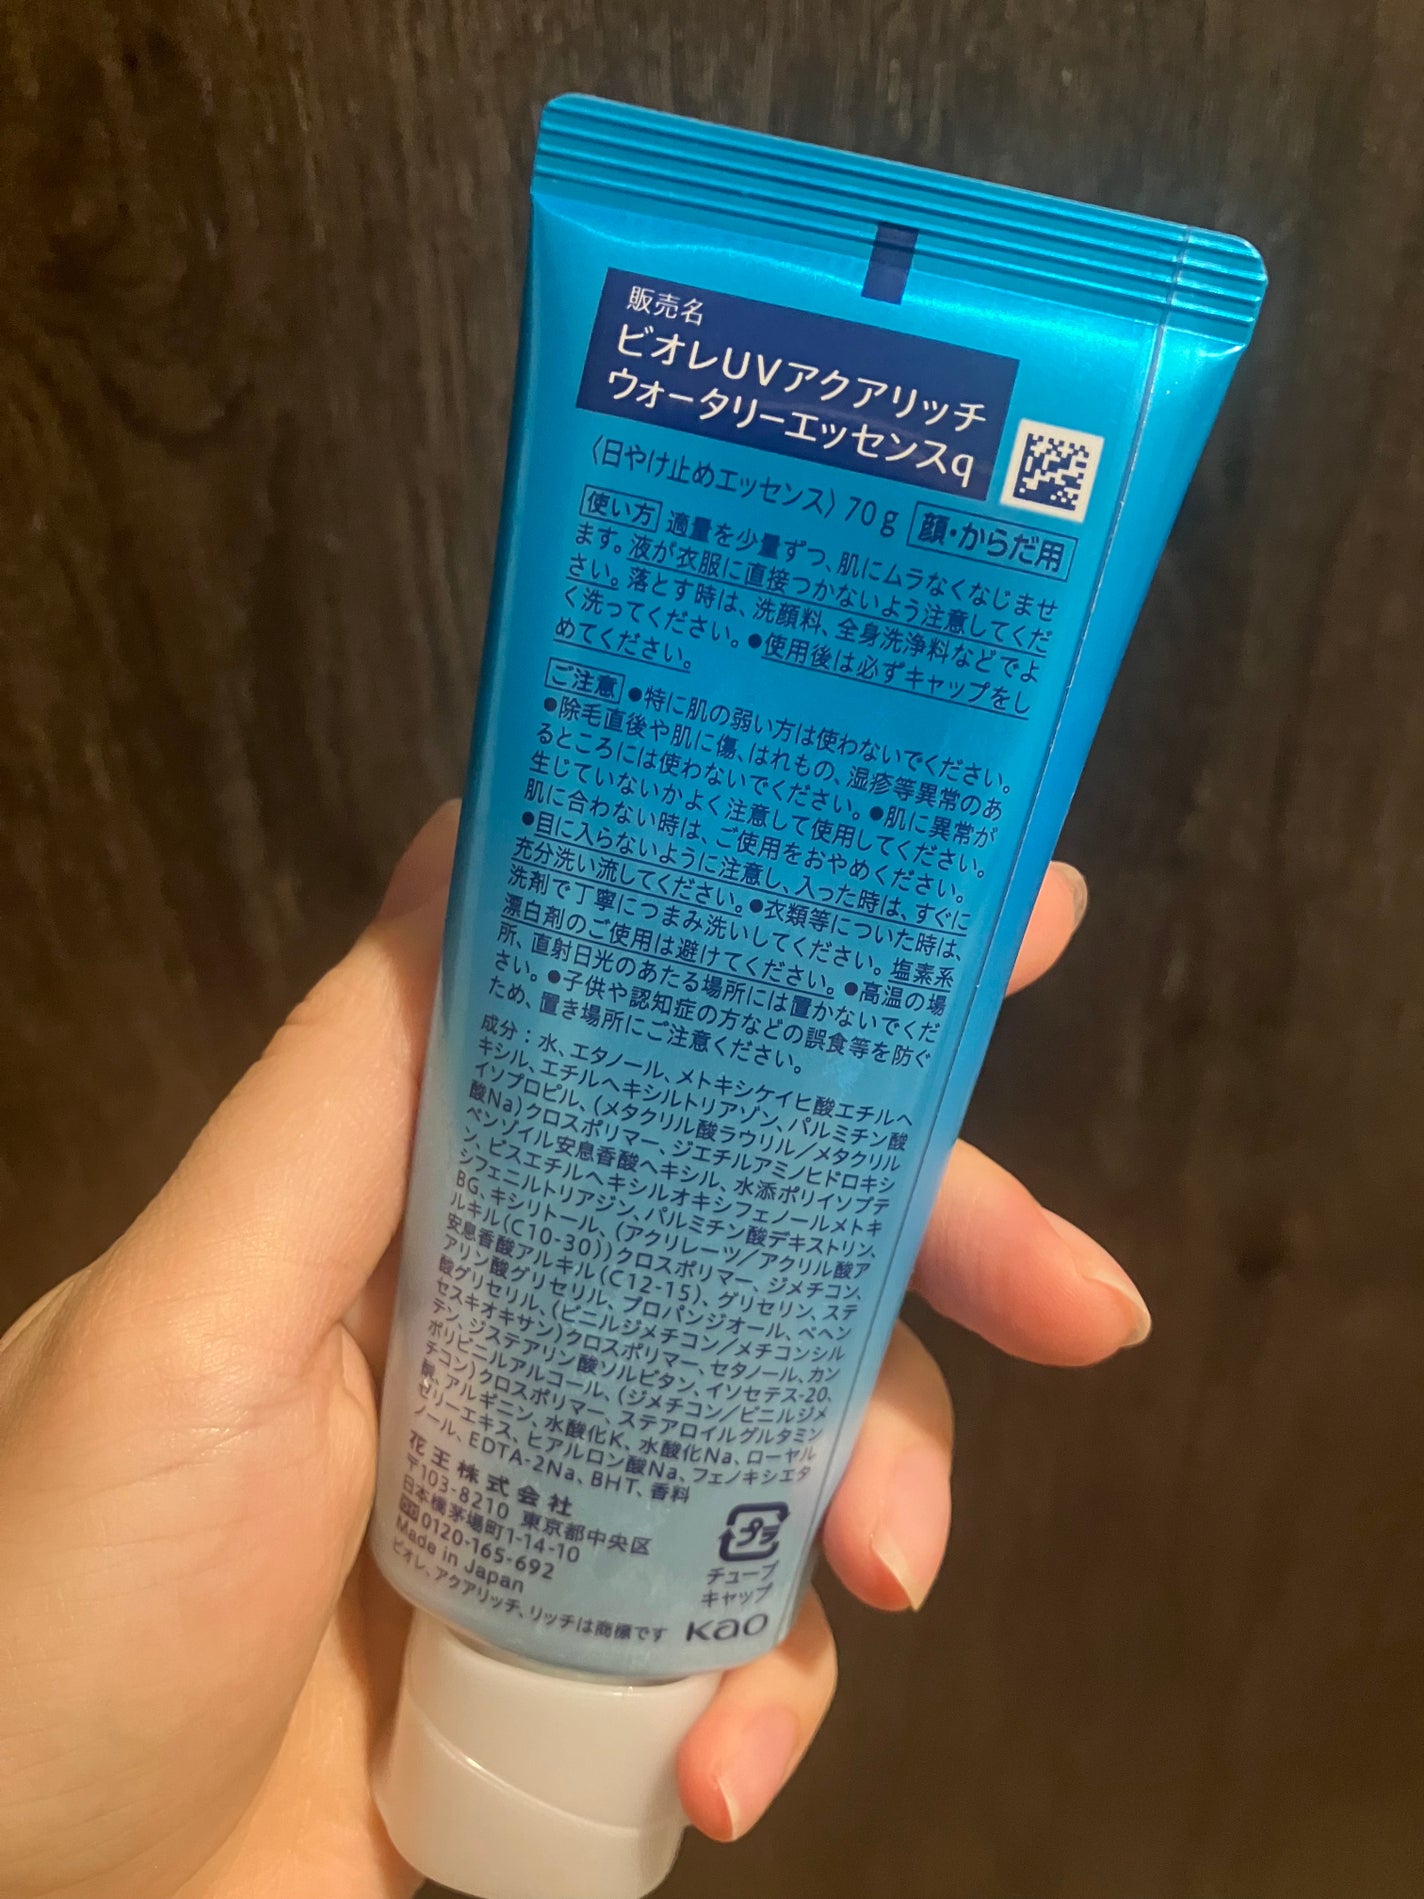 販売名
ビオレUVアクアリッチ
ウォータリーエッセンスq
〈日やけ止めエッセンス〉70g 顔・からだ用
使い方 適量を少量ずつ、肌にムラなくなじませ
ます。液が衣服に直接つかないよう注意してくだ
さい。落とす時は、洗顔料、全身洗浄料などでよ
く洗ってください。●使用後は必ずキャップをし
めてください。
ご注意 ●特に肌の弱い方は使わないでください。
●除毛直後や肌に傷、はれもの、湿疹等異常のあ
るところには使わないでください。●肌に異常が
生じていないかよく注意して使用してください。
肌に合わない時は、ご使用をおやめください。
●目に入らないように注意し、入った時は、すぐに
充分洗い流してください。●衣類等についた時は、
洗剤で丁寧につまみ洗いしてください。塩素系
漂白剤のご使用は避けてください。●高温の場
所、直射日光のあたる場所には置かないでくだ
さい。●子供や認知症の方などの誤食等を防ぐ
ため、置き場所にご注意ください。
成分：水、エタノール、メトキシケイヒ酸エチルヘ
キシル、エチルヘキシルトリアゾン、パルミチン酸
イソプロピル、(メタクリル酸ラウリル／メタクリル
酸Na)クロスポリマー、ジエチルアミノヒドロキシ
ベンゾイル安息香酸ヘキシル、水添ポリイソブテ
ン、ビスエチルヘキシルオキシフェノールメトキ
シフェニルトリアジン、パルミチン酸デキストリン、
BG、キシリトール、(アクリレーツ／アクリル酸ア
ルキル(C10-30))クロスポリマー、ジメチコン、
安息香酸アルキル(C12-15)、グリセリン、ステ
アリン酸グリセリル、プロパンジオール、ベヘン
酸グリセリル、(ビニルジメチコン／メチコンシル
セスキオキサン)クロスポリマー、セタノール、カン
テン、ジステアリン酸ソルビタン、イソセテス-20、
ポリビニルアルコール、(ジメチコン／ビニルジメ
チコン)クロスポリマー、ステアロイルグルタミン
酸、アルギニン、水酸化K、水酸化Na、ローヤル
ゼリーエキス、ヒアルロン酸Na、フェノキシエタ
ノール、EDTA-2Na、BHT、香料
花王株式会社
〒103-8210 東京都中央区
日本橋茅場町1-14-10
0120-165-692
Made in Japan
ビオレ、アクアリッチ、リッチは商標です
プラ
チューブ
キャップ
Kao